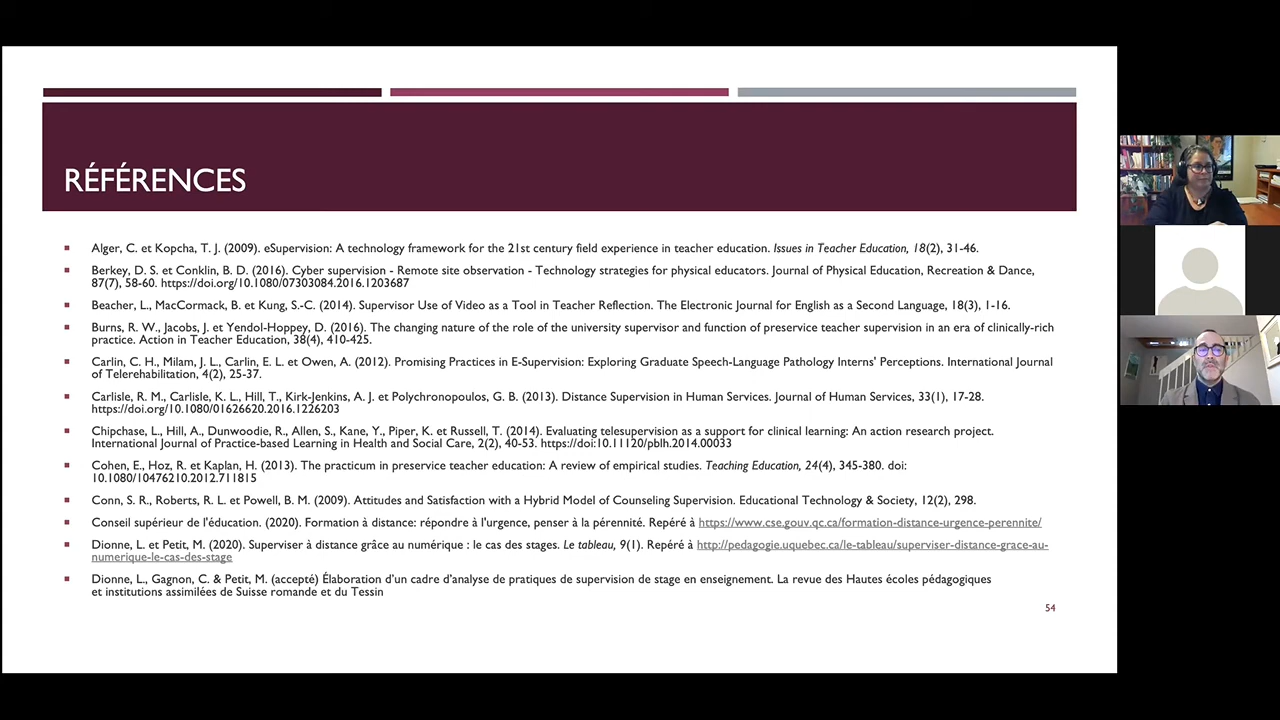 RÉFÉRENCES
Alger, C. et Kopcha, T. J. (2009). eSupervision: A technology framework for the 21st century field experience in teacher education. Issues in Teacher Education, 18(2), 31-46.
Berkey, D. S. et Conklin, B. D. (2016). Cyber supervision - Remote site observation - Technology strategies for physical educators. Journal of Physical Education, Recreation & Dance,
87(7), 58-60. https://doi.org/10.1080/07303084.2016.1203687
Beacher, L., MacCormack, B. et Kung, S.-C. (2014). Supervisor Use of Video as a Tool in Teacher Reflection. The Electronic Journal for English as a Second Language, 18(3), 1-16.
Burns, R. W., Jacobs, J. et Yendol-Hoppey, D. (2016). The changing nature of the role of the university supervisor and function of preservice teacher supervision in an era of clinically-rich
practice. Action in Teacher Education, 38(4), 410-425.
Carlin, C. H., Milam, J. L., Carlin, E. L. et Owen, A. (2012). Promising Practices in E-Supervision: Exploring Graduate Speech-Language Pathology Interns' Perceptions. International Journal
of Telerehabilitation, 4(2), 25-37.
Carlisle, R. M., Carlisle, K. L., Hill, T., Kirk-Jenkins, A. J. et Polychronopoulos, G. B. (2013). Distance Supervision in Human Services. Journal of Human Services, 33(1), 17-28.
https://doi.org/10.1080/01626620.2016.1226203
Chipchase, L., Hill, A., Dunwoodie, R., Allen, S., Kane, Y., Piper, K. et Russell, T. (2014). Evaluating telesupervision as a support for clinical learning: An action research project.
International Journal of Practice-based Learning in Health and Social Care, 2(2), 40-53. https://doi:10.11120/pblh.2014.00033
Cohen, E., Hoz, R. et Kaplan, H. (2013). The practicum in preservice teacher education: A review of empirical studies. Teaching Education, 24(4), 345-380. doi:
10.1080/10476210.2012.711815
Conn, S. R., Roberts, R. L. et Powell, B. M. (2009). Attitudes and Satisfaction with a Hybrid Model of Counseling Supervision. Educational Technology & Society, 12(2), 298.
Conseil supérieur de l'éducation. (2020). Formation à distance: répondre à l'urgence, penser à la pérennité. Repéré à https://www.cse.gouv.qc.ca/formation-distance-urgence-perennite/
Dionne, L. et Petit, M. (2020). Superviser à distance grâce au numérique : le cas des stages. Le tableau, 9(1). Repéré à http://pedagogie.uquebec.ca/le-tableau/superviser-distance-grace-au-
numerique-le-cas-des-stage
Dionne, L., Gagnon, C. & Petit, M. (accepté) Élaboration d'un cadre d'analyse de pratiques de supervision de stage en enseignement. La revue des Hautes écoles pédagogiques
et institutions assimilées de Suisse romande et du Tessin
54